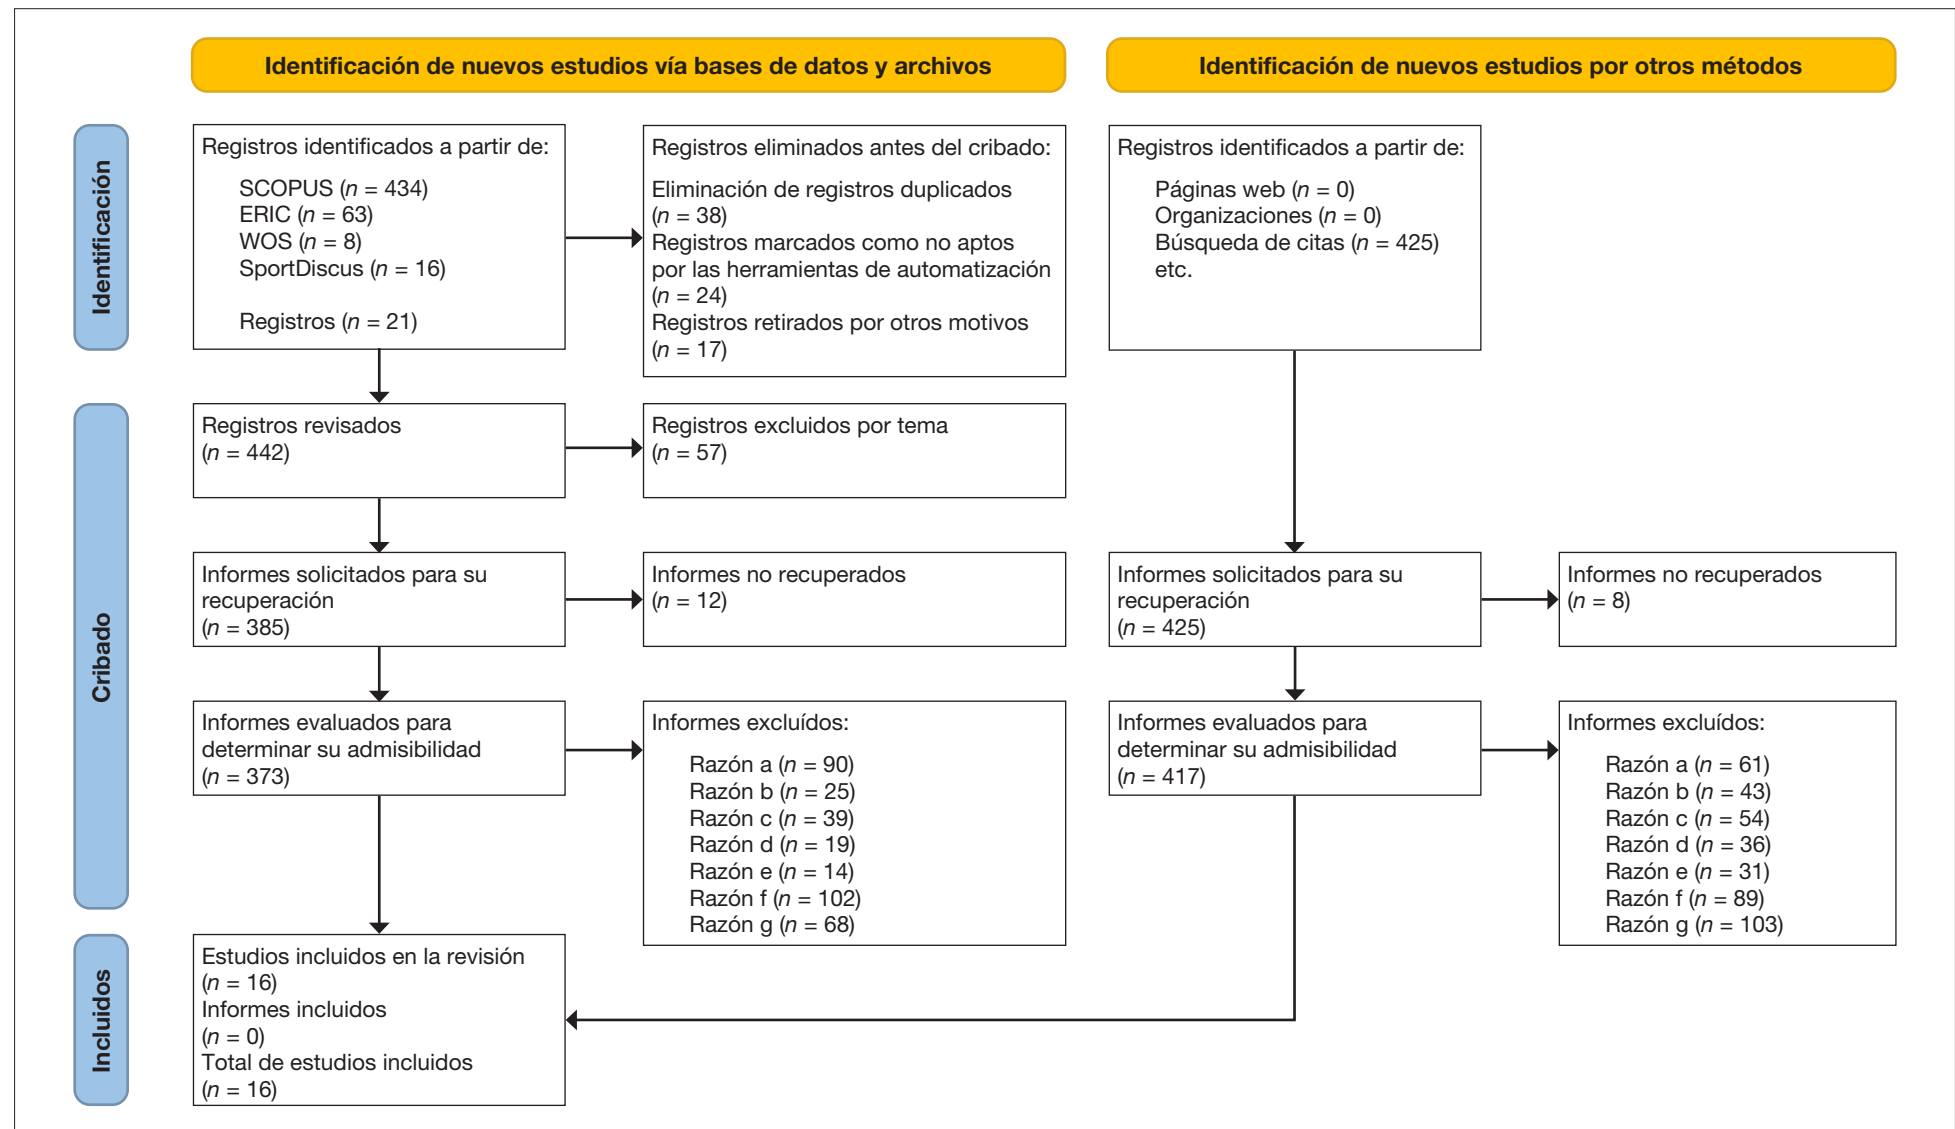 Identificación de nuevos estudios vía bases de datos y archivos
Identificación de nuevos estudios por otros métodos
Identificación
Registros identificados a partir de:
SCOPUS (n = 434)
ERIC (n = 63)
WOS (n = 8)
SportDiscus (n = 16)
Registros (n = 21)
Registros eliminados antes del cribado:
Eliminación de registros duplicados
(n = 38)
Registros marcados como no aptos
por las herramientas de automatización
(n = 24)
Registros retirados por otros motivos
(n = 17)
Registros identificados a partir de:
Páginas web (n = 0)
Organizaciones (n = 0)
Búsqueda de citas (n = 425)
etc.
Cribado
Registros revisados
(n = 442)
Registros excluidos por tema
(n = 57)
Informes solicitados para su
recuperación
(n = 385)
Informes no recuperados
(n = 12)
Informes solicitados para su
recuperación
(n = 425)
Informes no recuperados
(n = 8)
Informes evaluados para
determinar su admisibilidad
(n = 373)
Informes excluídos:
Razón a (n = 90)
Razón b (n = 25)
Razón c (n = 39)
Razón d (n = 19)
Razón e (n = 14)
Razón f (n = 102)
Razón g (n = 68)
Informes evaluados para
determinar su admisibilidad
(n = 417)
Informes excluídos:
Razón a (n = 61)
Razón b (n = 43)
Razón c (n = 54)
Razón d (n = 36)
Razón e (n = 31)
Razón f (n = 89)
Razón g (n = 103)
Incluidos
Estudios incluidos en la revisión
(n = 16)
Informes incluidos
(n = 0)
Total de estudios incluidos
(n = 16)